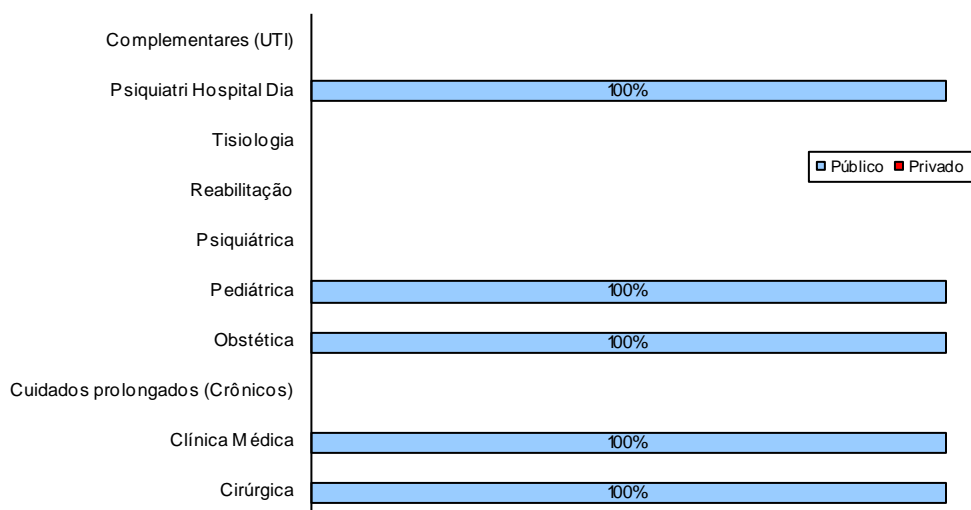 Complementares (UTI)
Psiquiatri Hospital Dia
100%
Tisiologia
Público Privado
Reabilitação
Psiquiátrica
Pediátrica
100%
Obstética
100%
Cuidados prolongados (Crônicos)
Clínica Médica
100%
Cirúrgica
100%